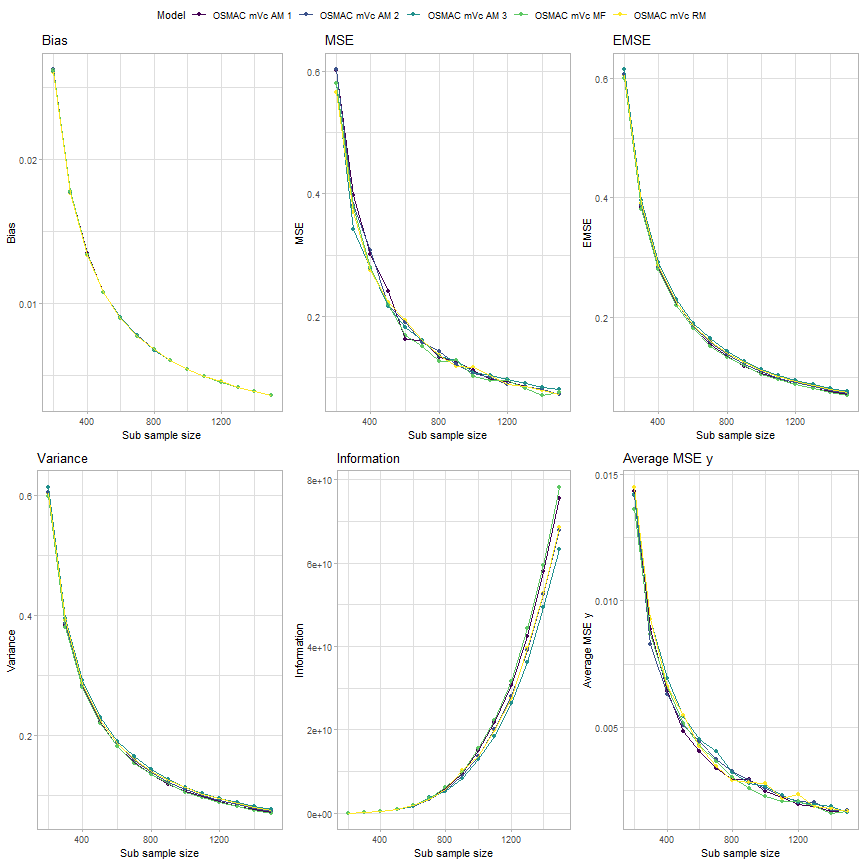 Model OSMAC mVc AM 1 OSMAC mVc AM 2 OSMAC mVc AM 3 OSMAC mVc MF OSMAC mVc RM
Bias MSE EMSE
Bias
0.02
0.01
400 800 1200
Sub sample size
MSE
0.6
0.4
0.2
400 800 1200
Sub sample size
EMSE
0.6
0.4
0.2
400 800 1200
Sub sample size
Variance Information Average MSE y
Variance
0.6
0.4
0.2
400 800 1200
Sub sample size
Information
8e+10
6e+10
4e+10
2e+10
0e+00
400 800 1200
Sub sample size
Average MSE y
0.015
0.010
0.005
400 800 1200
Sub sample size